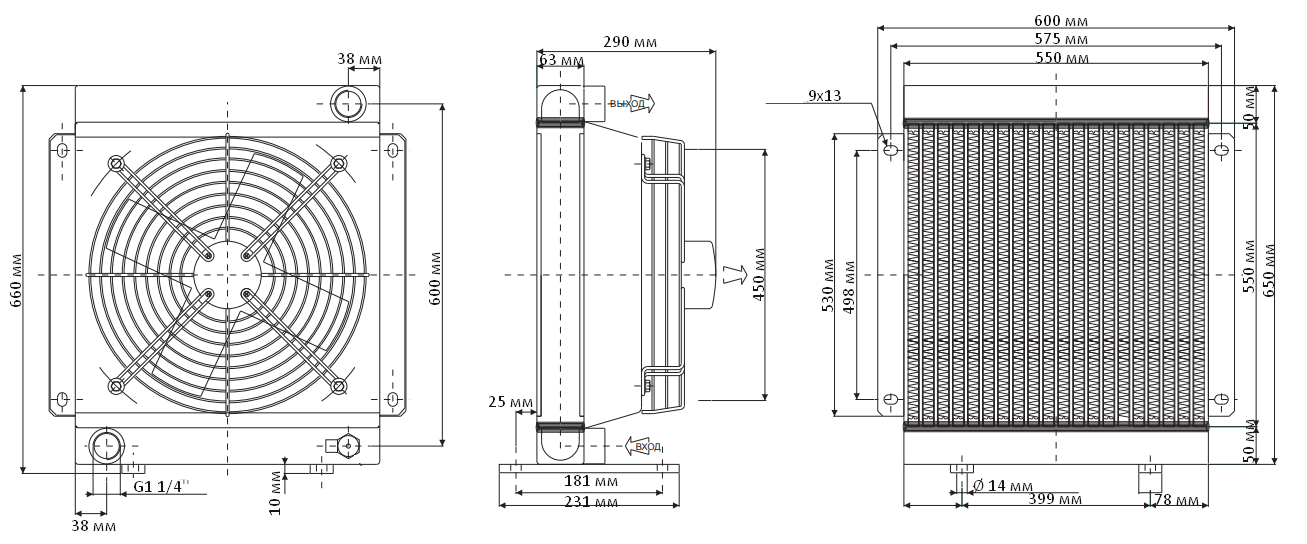 38 мм
660 мм
600 мм
G1 1/4"
10 мм
38 мм
290 мм
63 мм
ВЫХОД
450 мм
25 мм
ВХОД
181 мм
231 мм
600 мм
575 мм
550 мм
9x13
50 мм
530 мм
498 мм
550 мм
650 мм
50 мм
Ø 14 мм
399 мм
78 мм